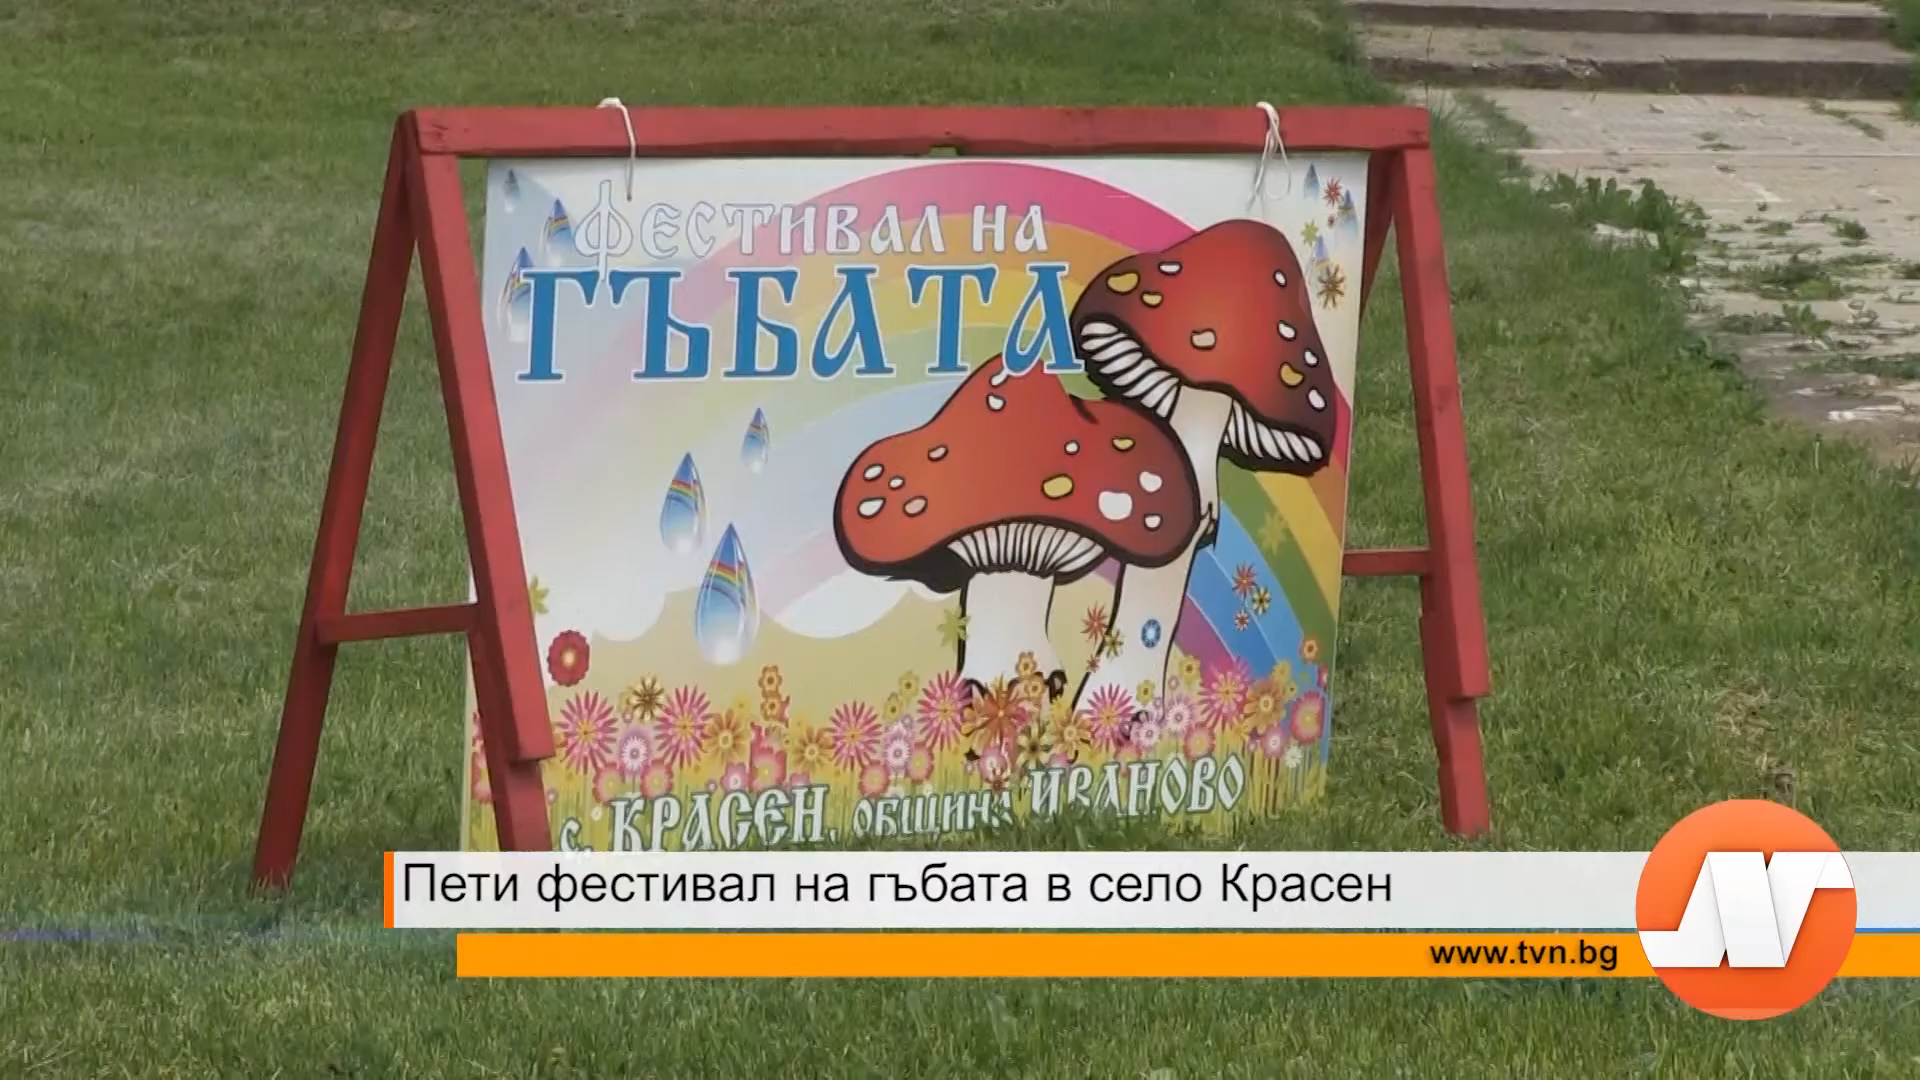 ФЕСТИВАЛ НА
ГЪБАТА
с. КРАСЕН, община ИВАНОВО
Пети фестивал на гъбата в село Красен
www.tvn.bg